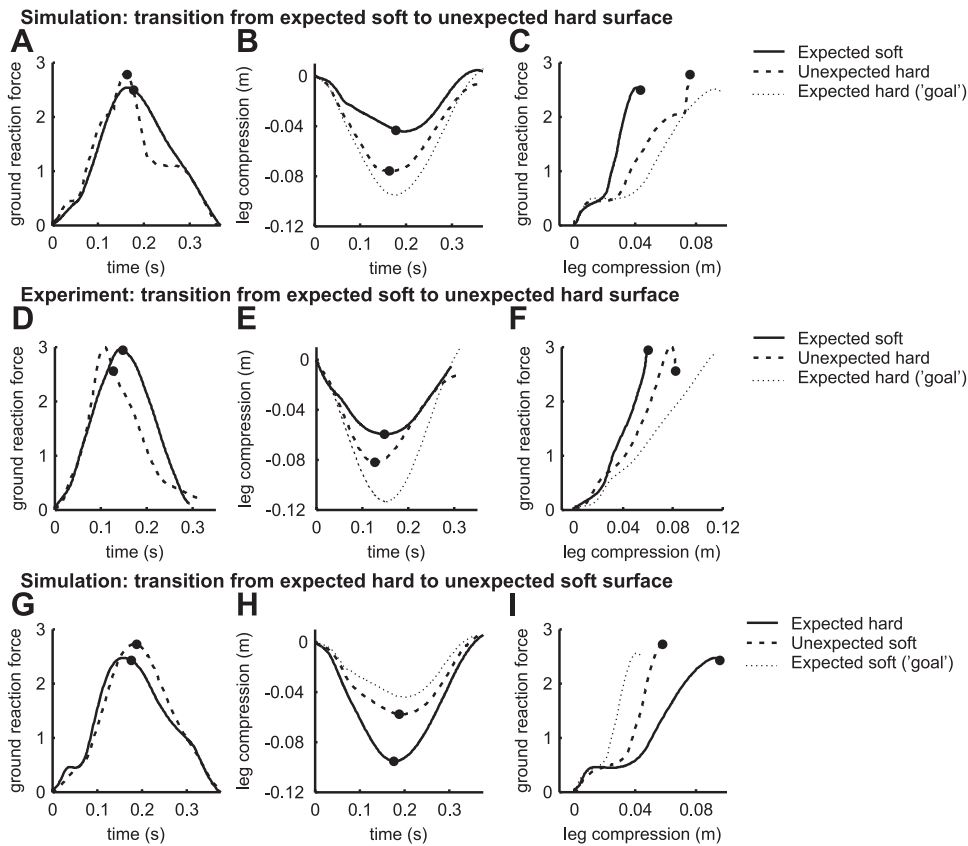 Simulation: transition from expected soft to unexpected hard surface
A
B
C
ground reaction force
3
2
1
0
0 0.1 0.2 0.3
time (s)
leg compression (m)
0
-0.04
-0.08
-0.12
0 0.1 0.2 0.3
time (s)
ground reaction force
3
2
1
0
0 0.04 0.08
leg compression (m)
Expected soft
Unexpected hard
Expected hard ('goal')
Experiment: transition from expected soft to unexpected hard surface
D
E
F
ground reaction force
3
2
1
0
0 0.1 0.2 0.3
time (s)
leg compression (m)
0
-0.04
-0.08
-0.12
0 0.1 0.2 0.3
time (s)
ground reaction force
3
2
1
0
0 0.04 0.08 0.12
leg compression (m)
Expected soft
Unexpected hard
Expected hard ('goal')
Simulation: transition from expected hard to unexpected soft surface
G
H
I
ground reaction force
3
2
1
0
0 0.1 0.2 0.3
time (s)
leg compression (m)
0
-0.04
-0.08
-0.12
0 0.1 0.2 0.3
time (s)
ground reaction force
3
2
1
0
0 0.04 0.08
leg compression (m)
Expected hard
Unexpected soft
Expected soft ('goal')